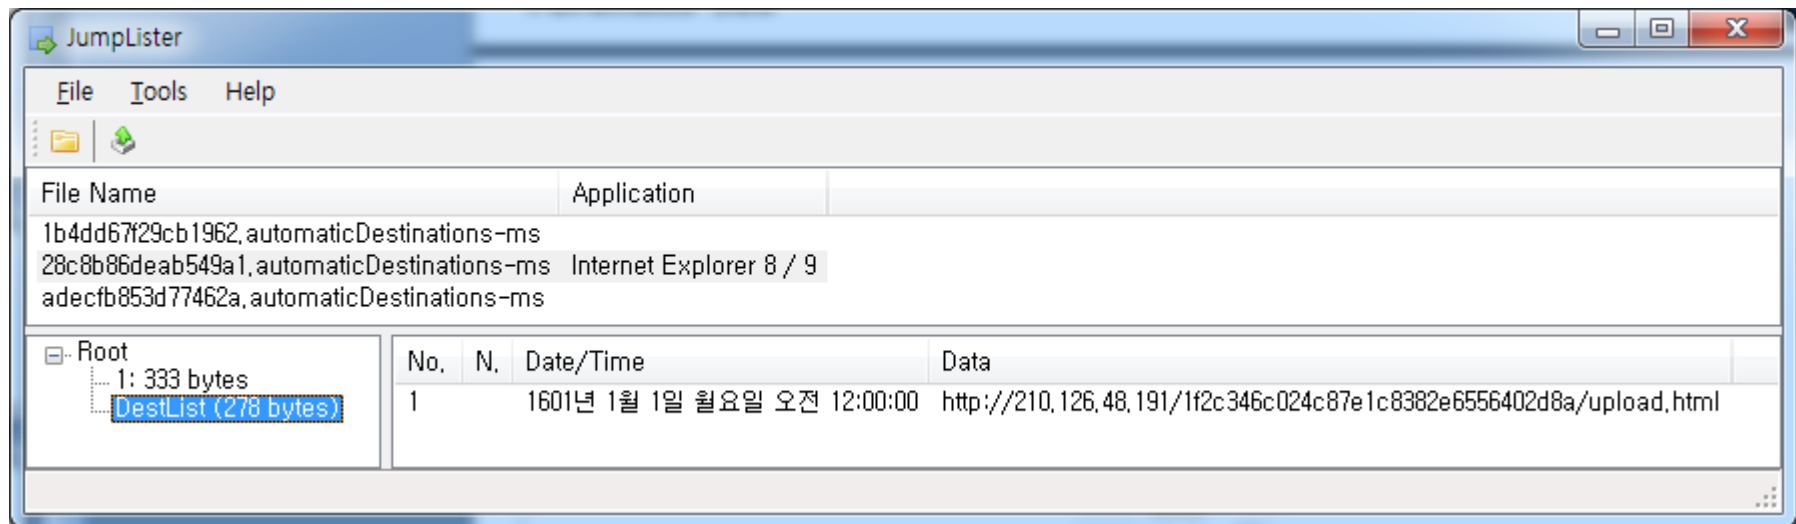 JumpLister
File Tools Help
File Name Application
1b4dd67f29cb1962.automaticDestinations-ms
28c8b86deab549a1.automaticDestinations-ms Internet Explorer 8 / 9
adecfb853d77462a.automaticDestinations-ms
Root
1: 333 bytes
DestList (278 bytes)
No. N. Date/Time Data
1 1601년 1월 1일 월요일 오전 12:00:00 http://210.126.48.191/1f2c346c024c87e1c8382e6556402d8a/upload.html